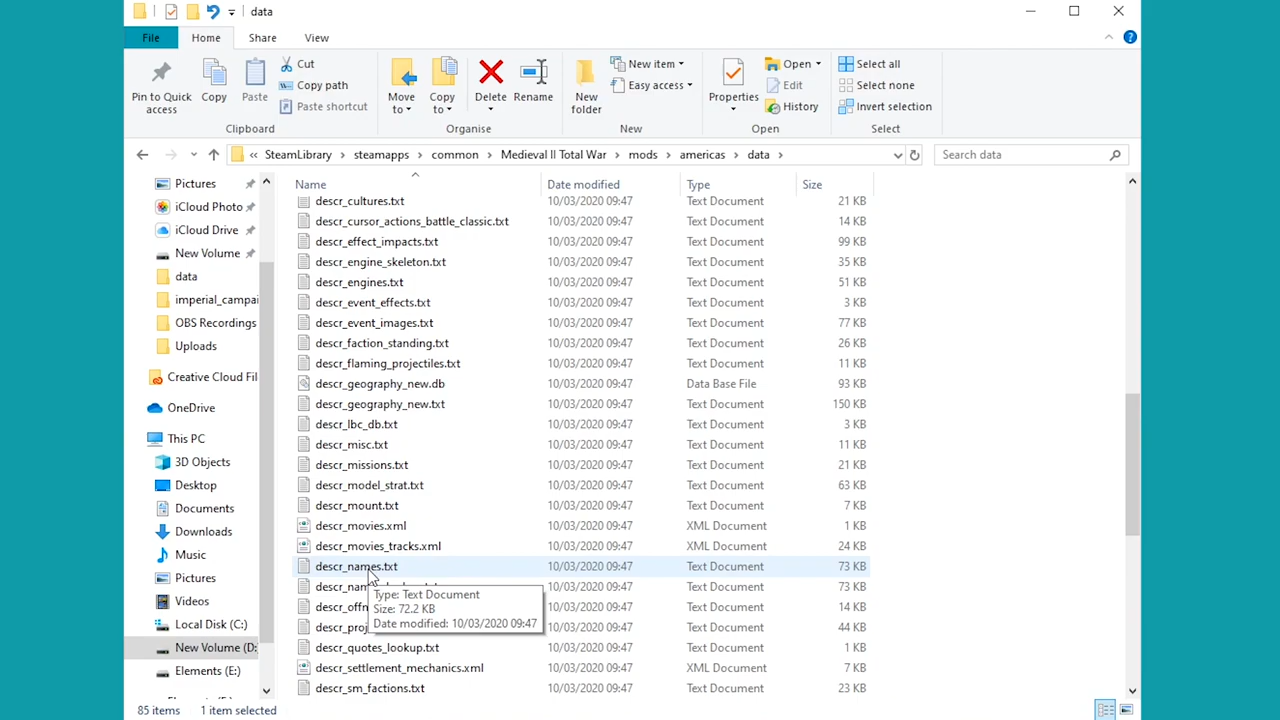 data
File Home Share View
Pin to Quick access
Copy
Paste
Cut
Copy path
Paste shortcut
Clipboard
Move to
Copy to
Delete
Rename
Organise
New folder
New item
Easy access
New
Properties
Open
Edit
History
Open
Select all
Select none
Invert selection
Select
« SteamLibrary > steamapps > common > Medieval II Total War > mods > americas > data >
Search data
Name Date modified Type Size
Pictures
iCloud Photo
iCloud Drive
New Volume
data
imperial_campai
OBS Recordings
Uploads
Creative Cloud Fil
OneDrive
This PC
3D Objects
Desktop
Documents
Downloads
Music
Pictures
Videos
Local Disk (C:)
New Volume (D:
Elements (E:)
descr_cultures.txt 10/03/2020 09:47 Text Document 21 KB
descr_cursor_actions_battle_classic.txt 10/03/2020 09:47 Text Document 14 KB
descr_effect_impacts.txt 10/03/2020 09:47 Text Document 99 KB
descr_engine_skeleton.txt 10/03/2020 09:47 Text Document 35 KB
descr_engines.txt 10/03/2020 09:47 Text Document 51 KB
descr_event_effects.txt 10/03/2020 09:47 Text Document 3 KB
descr_event_images.txt 10/03/2020 09:47 Text Document 77 KB
descr_faction_standing.txt 10/03/2020 09:47 Text Document 26 KB
descr_flaming_projectiles.txt 10/03/2020 09:47 Text Document 11 KB
descr_geography_new.db 10/03/2020 09:47 Data Base File 93 KB
descr_geography_new.txt 10/03/2020 09:47 Text Document 150 KB
descr_lbc_db.txt 10/03/2020 09:47 Text Document 3 KB
descr_misc.txt 10/03/2020 09:47 Text Document 11 KB
descr_missions.txt 10/03/2020 09:47 Text Document 21 KB
descr_model_strat.txt 10/03/2020 09:47 Text Document 63 KB
descr_mount.txt 10/03/2020 09:47 Text Document 7 KB
descr_movies.xml 10/03/2020 09:47 XML Document 1 KB
descr_movies_tracks.xml 10/03/2020 09:47 XML Document 24 KB
descr_names.txt 10/03/2020 09:47 Text Document 73 KB
descr_nam 10/03/2020 09:47 Text Document 73 KB
descr_offm 10/03/2020 09:47 Text Document 14 KB
descr_proj 10/03/2020 09:47 Text Document 44 KB
descr_quotes_lookup.txt 10/03/2020 09:47 Text Document 1 KB
descr_settlement_mechanics.xml 10/03/2020 09:47 XML Document 7 KB
descr_sm_factions.txt 10/03/2020 09:47 Text Document 23 KB
Type: Text Document
Size: 72.2 KB
Date modified: 10/03/2020 09:47
85 items 1 item selected